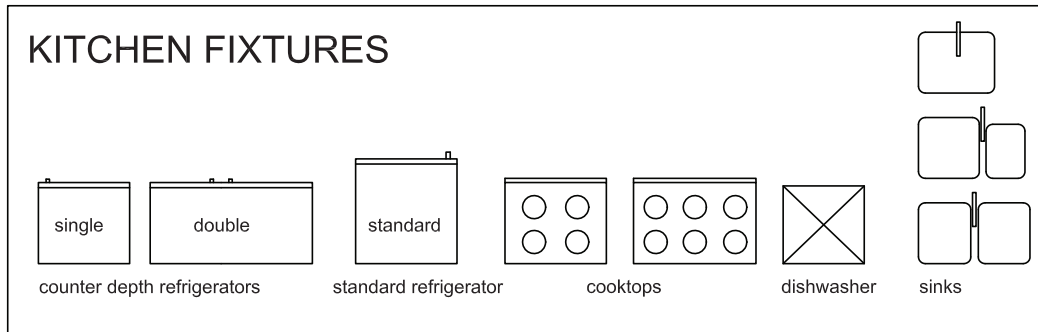 KITCHEN FIXTURES
single
double
standard
counter depth refrigerators
standard refrigerator
cooktops
dishwasher
sinks